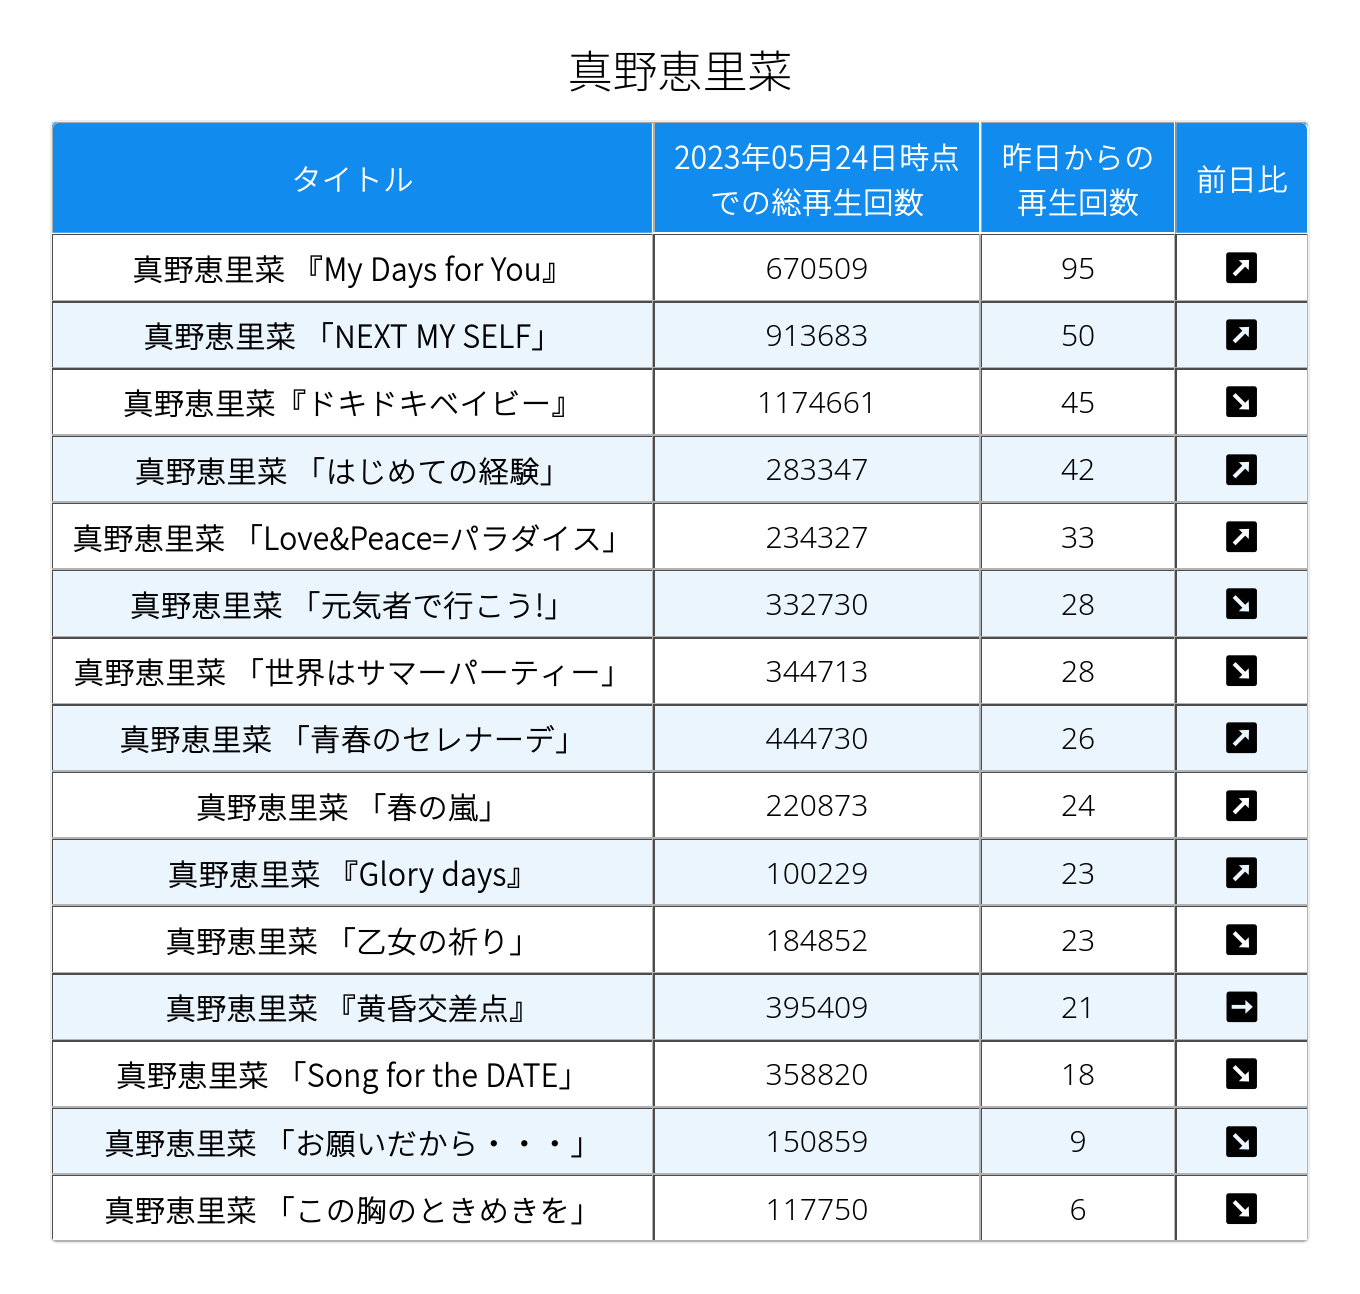 真野恵里菜
タイトル 2023年05月24日時点での総再生回数 昨日からの再生回数 前日比
真野恵里菜 『My Days for You』 670509 95 ↗
真野恵里菜 「NEXT MY SELF」 913683 50 ↗
真野恵里菜『ドキドキベイビー』 1174661 45 ↘
真野恵里菜 「はじめての経験」 283347 42 ↗
真野恵里菜 「Love&Peace=パラダイス」 234327 33 ↗
真野恵里菜 「元気者で行こう!」 332730 28 ↘
真野恵里菜 「世界はサマーパーティー」 344713 28 ↘
真野恵里菜 「青春のセレナーデ」 444730 26 ↗
真野恵里菜 「春の嵐」 220873 24 ↗
真野恵里菜 『Glory days』 100229 23 ↗
真野恵里菜 「乙女の祈り」 184852 23 ↘
真野恵里菜 『黄昏交差点』 395409 21 →
真野恵里菜 「Song for the DATE」 358820 18 ↘
真野恵里菜 「お願いだから・・・」 150859 9 ↘
真野恵里菜 「この胸のときめきを」 117750 6 ↘